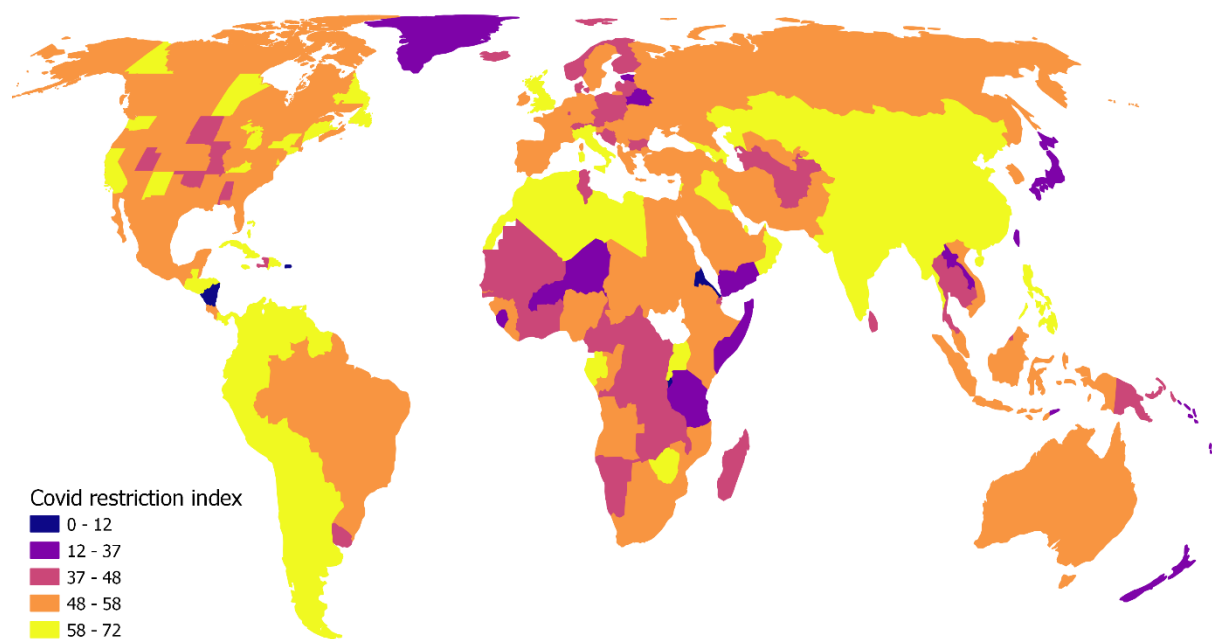 Covid restriction index
0 - 12
12 - 37
37 - 48
48 - 58
58 - 72